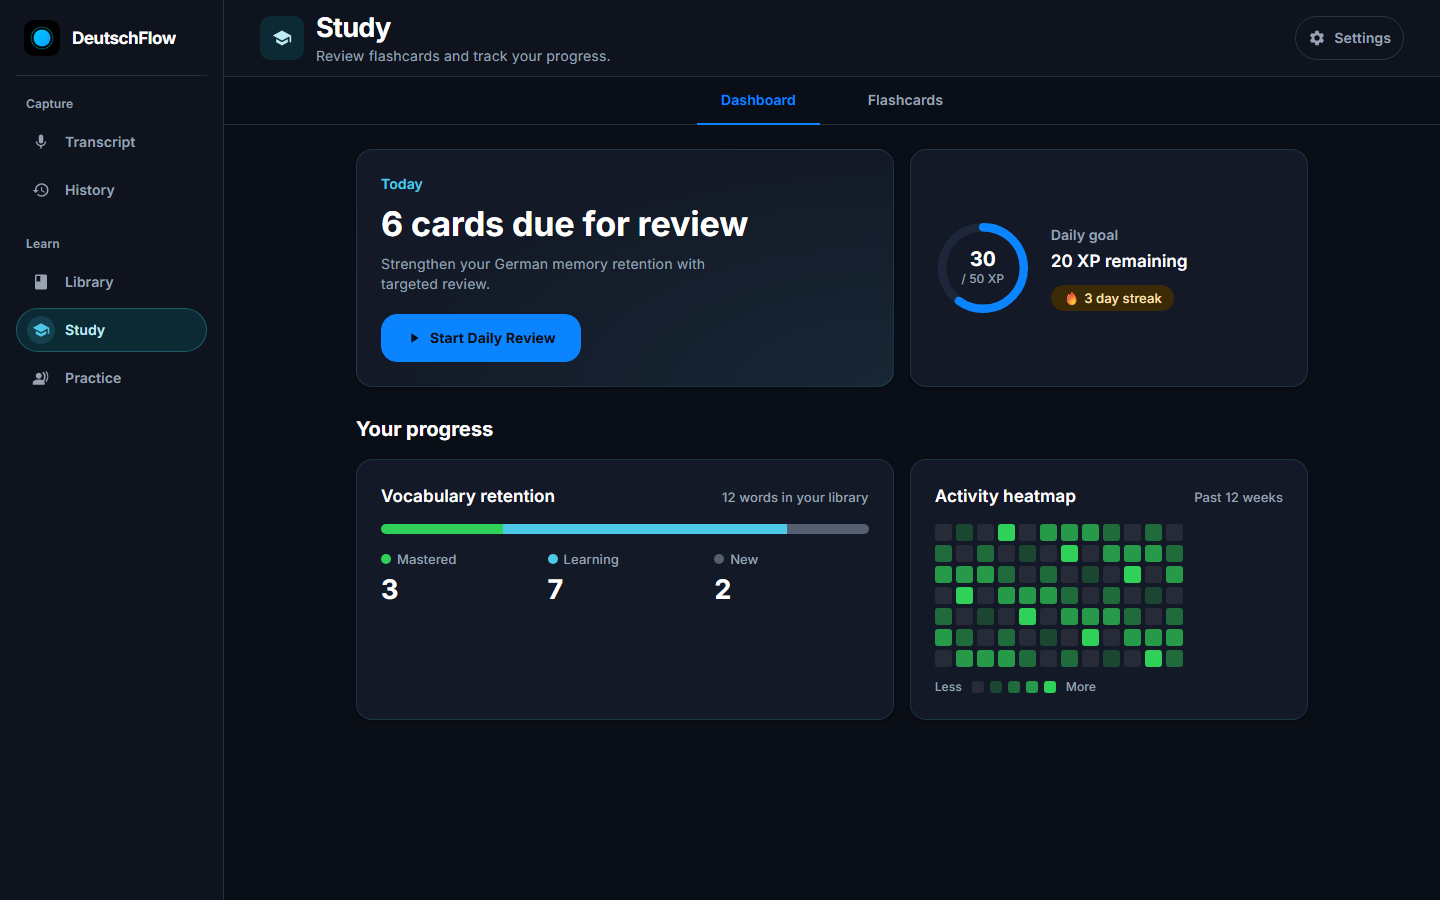 DeutschFlow
Capture
Transcript
History
Learn
Library
Study
Practice
Study
Review flashcards and track your progress.
Settings
Dashboard
Flashcards
Today
6 cards due for review
Strengthen your German memory retention with
targeted review.
Start Daily Review
30
/ 50 XP
Daily goal
20 XP remaining
3 day streak
Your progress
Vocabulary retention
12 words in your library
Mastered
3
Learning
7
New
2
Activity heatmap
Past 12 weeks
Less
More